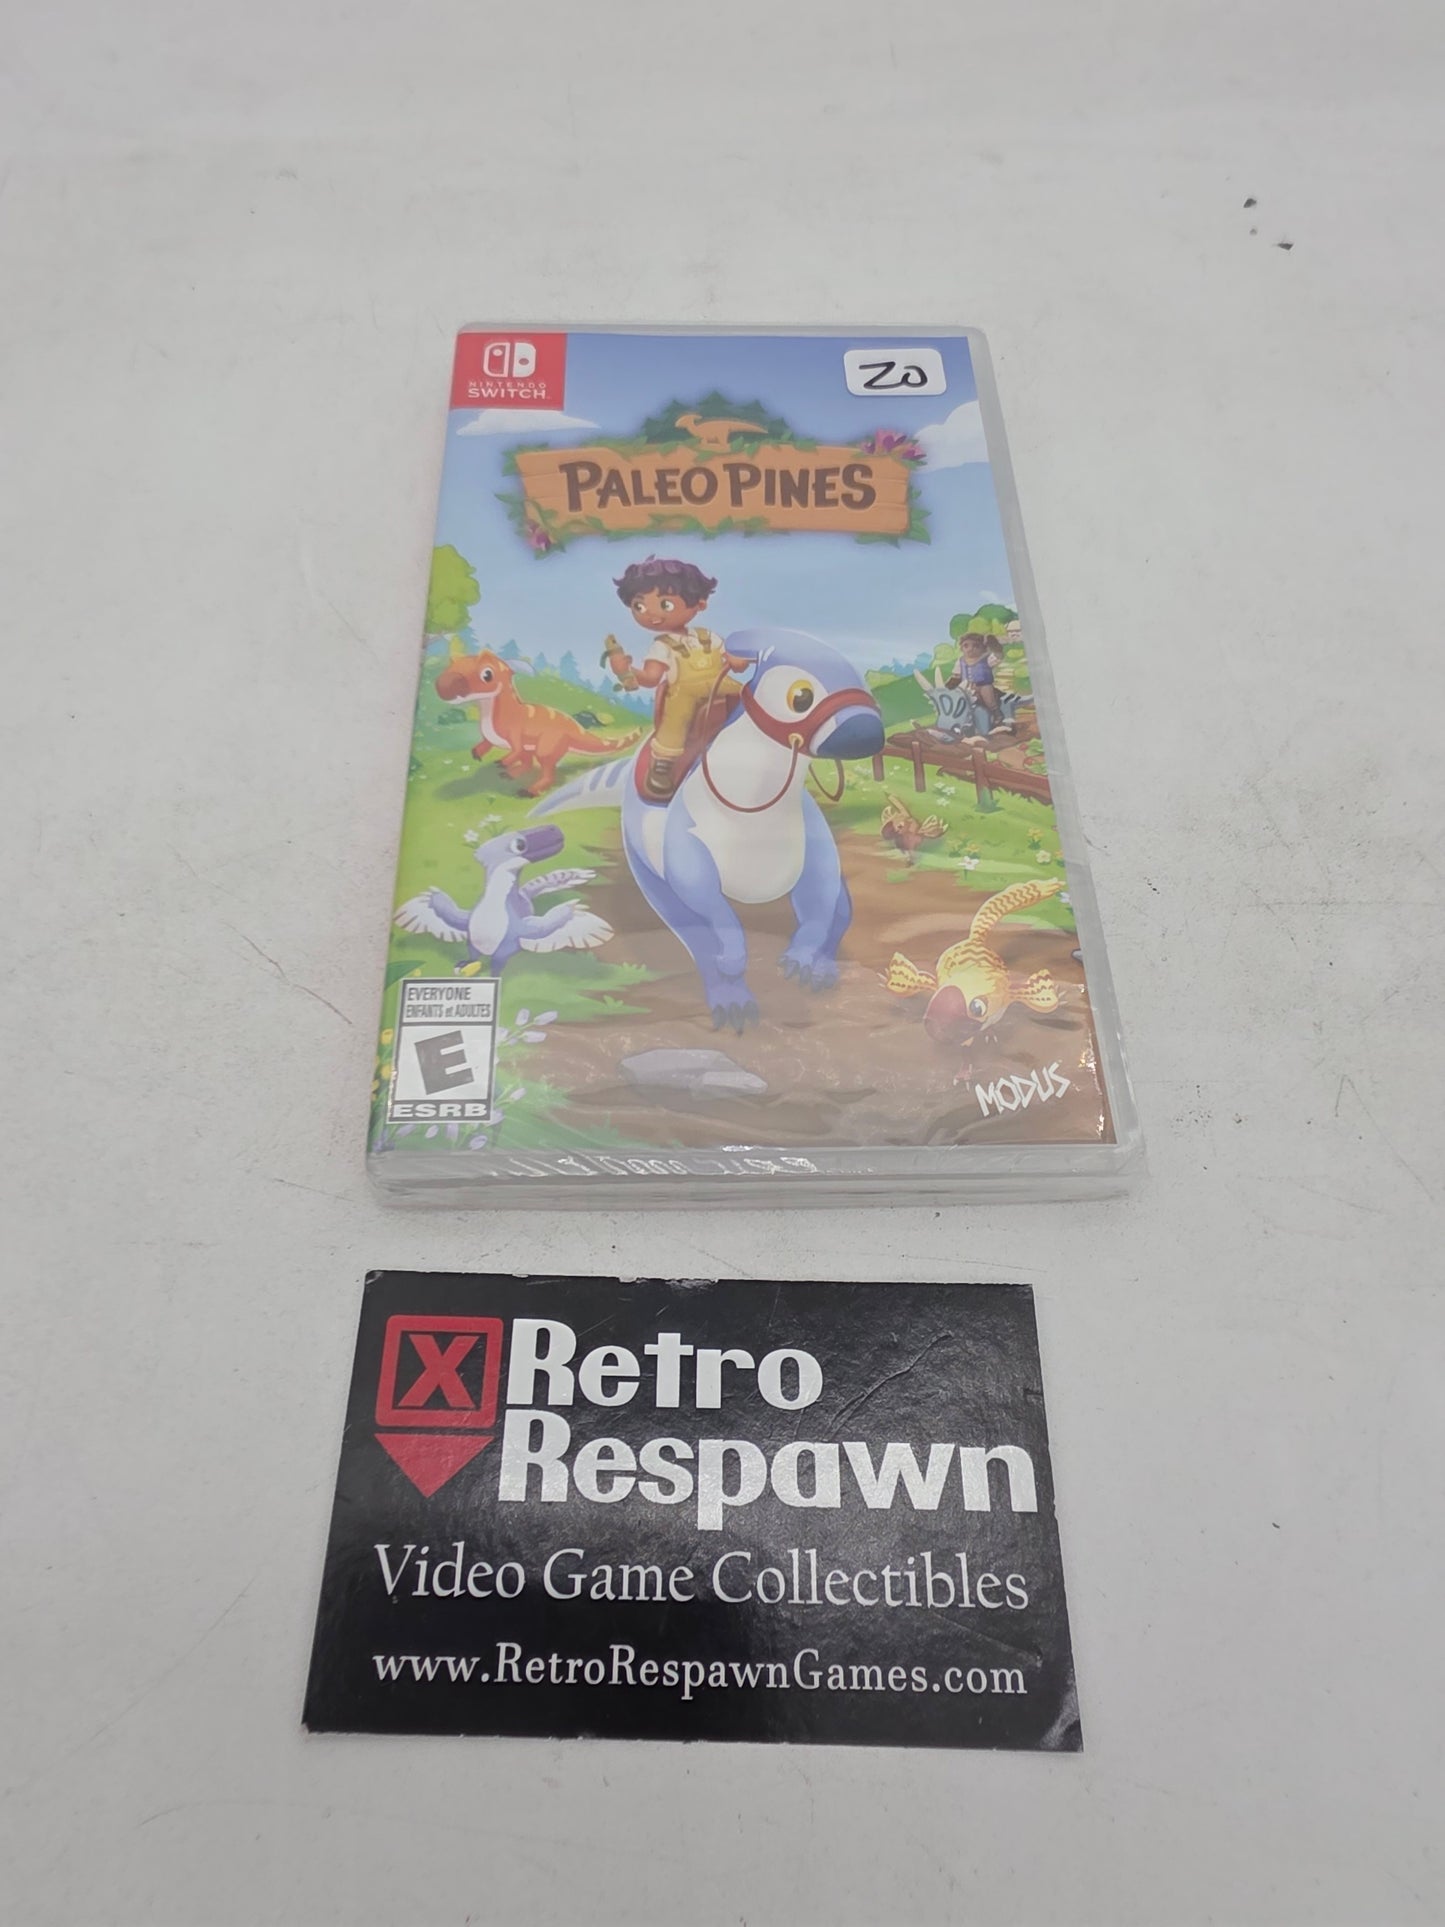 NINTENDO
SWITCH
20
PALEO PINES
EVERYONE
ENFANTS et ADULTES
E
ESRB
MODUS
X Retro
Respawn
Video Game Collectibles
www.RetroRespawnGames.com